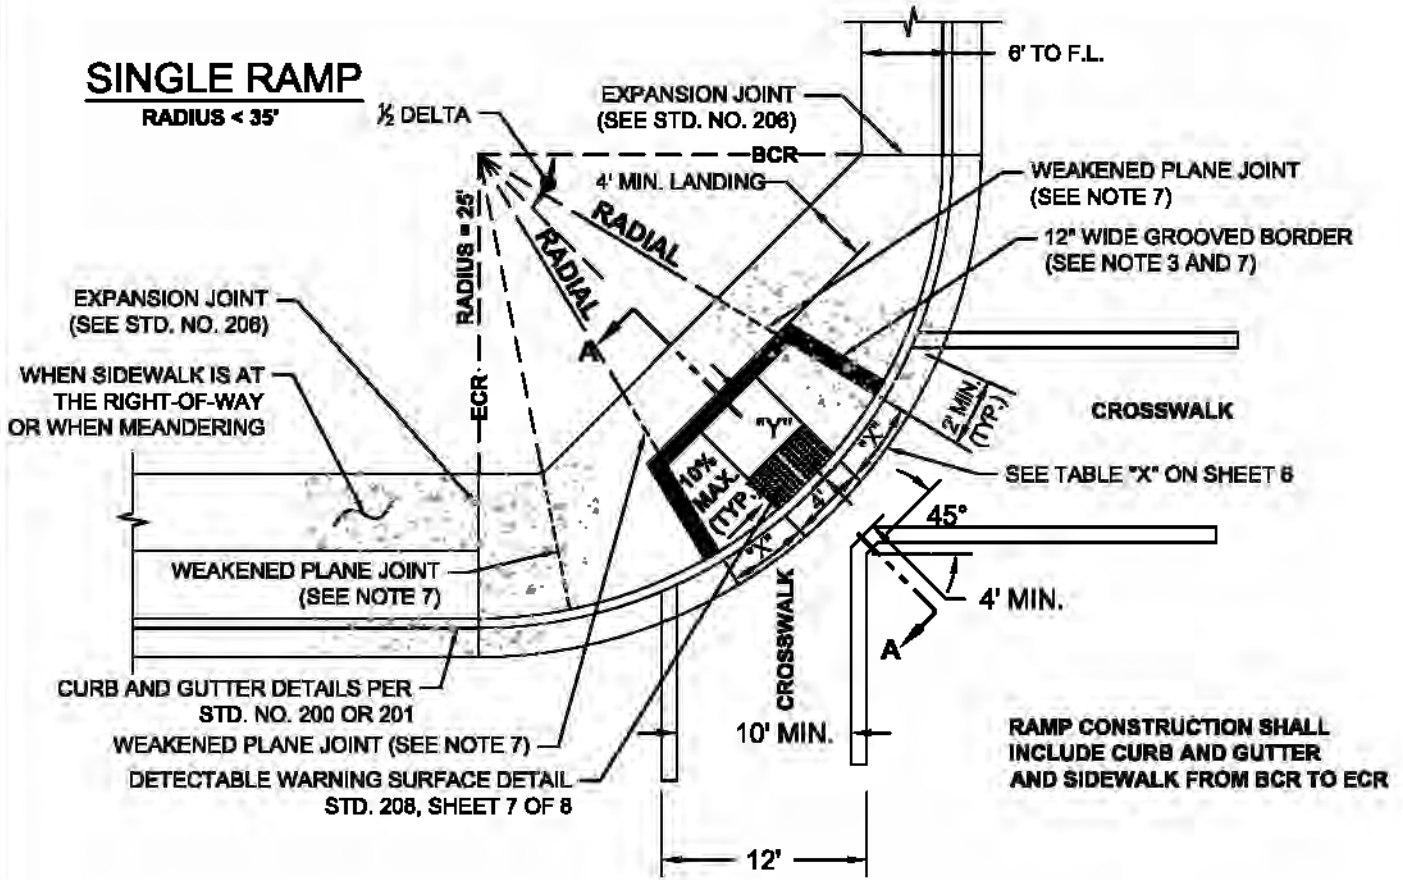 SINGLE RAMP
RADIUS < 35'
½ DELTA
EXPANSION JOINT
(SEE STD. NO. 206)
6' TO F.L.
BCR
4' MIN. LANDING
WEAKENED PLANE JOINT
(SEE NOTE 7)
RADIAL
RADIAL
RADIUS = 25'
12" WIDE GROOVED BORDER
(SEE NOTE 3 AND 7)
EXPANSION JOINT
(SEE STD. NO. 206)
A
WHEN SIDEWALK IS AT
THE RIGHT-OF-WAY
OR WHEN MEANDERING
ECR
2' MIN.
(TYP.)
CROSSWALK
"Y"
"X"
10%
MAX.
(TYP.)
4'
"X"
SEE TABLE "X" ON SHEET 6
45°
WEAKENED PLANE JOINT
(SEE NOTE 7)
CROSSWALK
4' MIN.
A
CURB AND GUTTER DETAILS PER
STD. NO. 200 OR 201
WEAKENED PLANE JOINT (SEE NOTE 7)
10' MIN.
DETECTABLE WARNING SURFACE DETAIL
STD. 208, SHEET 7 OF 8
RAMP CONSTRUCTION SHALL
INCLUDE CURB AND GUTTER
AND SIDEWALK FROM BCR TO ECR
12'